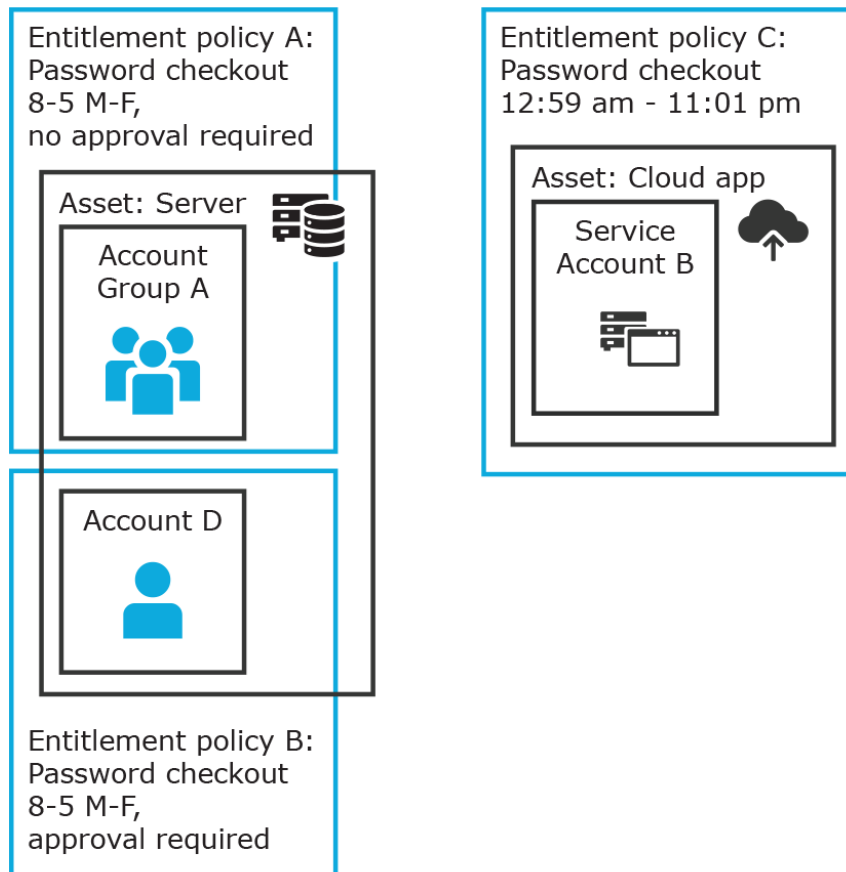 Entitlement policy A:
Password checkout
8-5 M-F,
no approval required
Asset: Server
Account
Group A
Account D
Entitlement policy B:
Password checkout
8-5 M-F,
approval required
Entitlement policy C:
Password checkout
12:59 am - 11:01 pm
Asset: Cloud app
Service
Account B